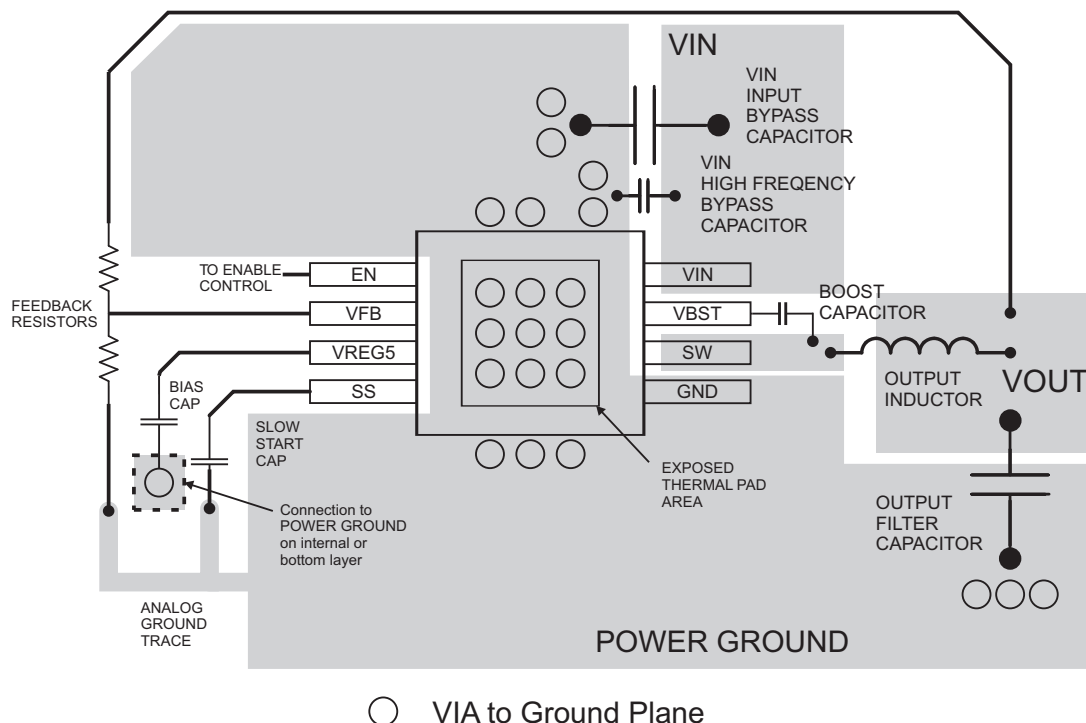 VIN
VIN
INPUT
BYPASS
CAPACITOR
VIN
HIGH FREQENCY
BYPASS
CAPACITOR
TO ENABLE
CONTROL
EN
VIN
FEEDBACK
RESISTORS
VFB
VBST
BOOST
CAPACITOR
VREG5
SW
BIAS
CAP
SS
GND
OUTPUT
INDUCTOR
VOUT
SLOW
START
CAP
EXPOSED
THERMAL PAD
AREA
Connection to
POWER GROUND
on internal or
bottom layer
OUTPUT
FILTER
CAPACITOR
ANALOG
GROUND
TRACE
POWER GROUND
VIA to Ground Plane